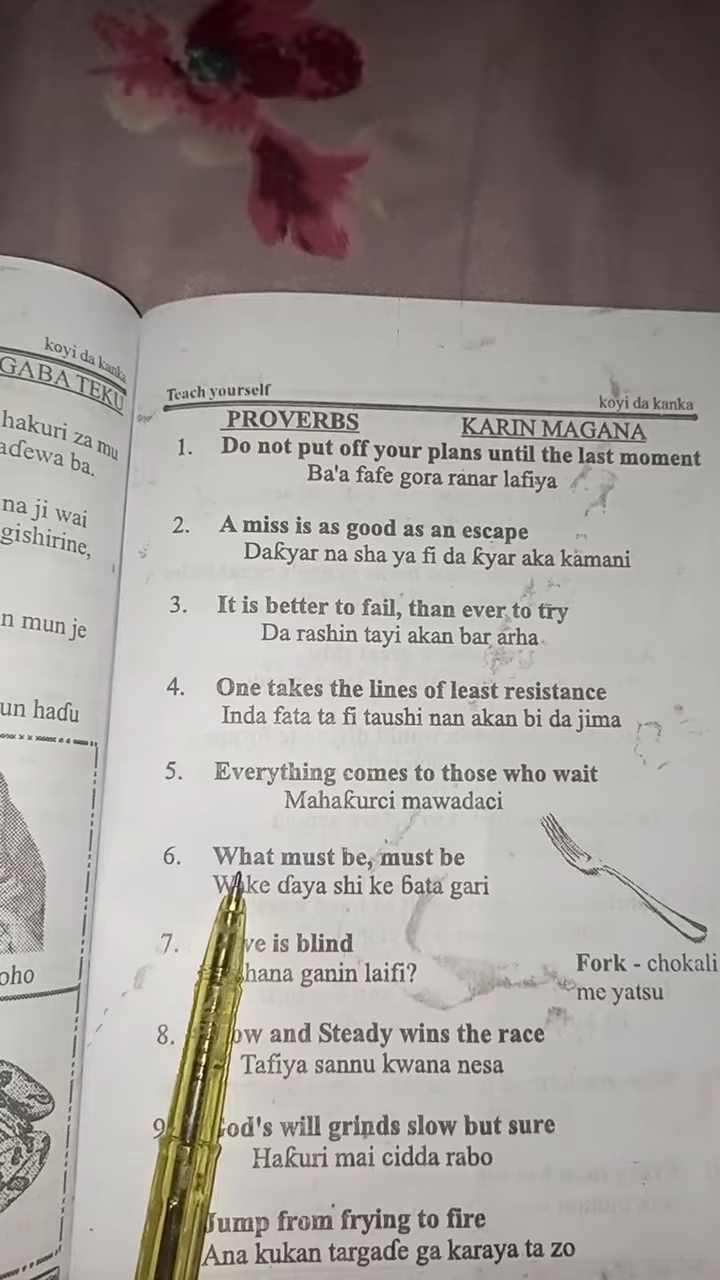 koyi da kanka
GABA TEKU
hakuri za mu
aɗewa ba.
na ji wai
gishirine,
n mun je
un haɗu
oho
Teach yourself
koyi da kanka
PROVERBS KARIN MAGANA
1. Do not put off your plans until the last moment
Ba'a fafe gora ranar lafiya
2. A miss is as good as an escape
Daƙyar na sha ya fi da ƙyar aka kamani
3. It is better to fail, than ever to try
Da rashin tayi akan bar arha
4. One takes the lines of least resistance
Inda fata ta fi taushi nan akan bi da jima
5. Everything comes to those who wait
Mahaƙurci mawadaci
6. What must be, must be
ke ɗaya shi ke ɓata gari
7. ve is blind
hana ganin laifi?
Fork - chokali
me yatsu
8. ow and Steady wins the race
Tafiya sannu kwana nesa
9 od's will grinds slow but sure
Haƙuri mai cidda rabo
Jump from frying to fire
Ana kukan targaɗe ga karaya ta zo